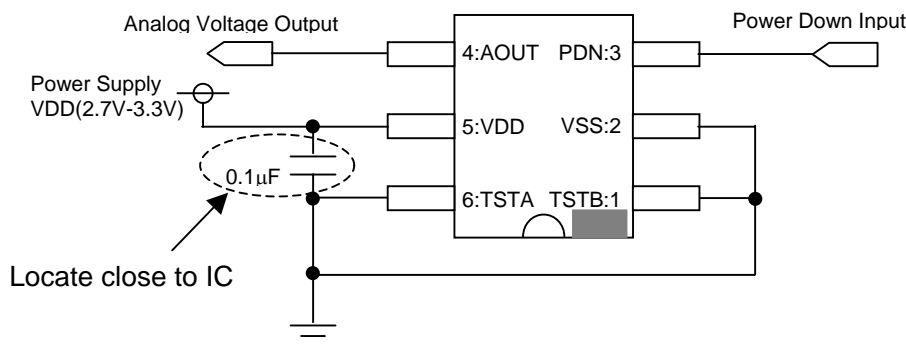 Analog Voltage Output
Power Down Input
4:AOUT PDN:3
Power Supply
VDD(2.7V-3.3V)
5:VDD VSS:2
0.1μF
6:TSTA TSTB:1
Locate close to IC